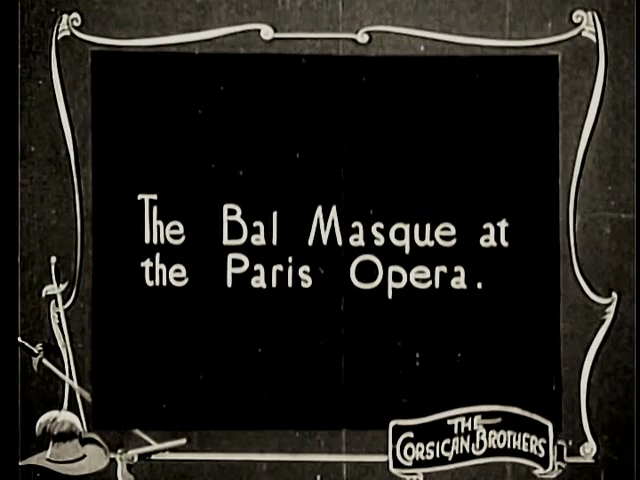 The Bal Masque at
the Paris Opera.
THE
CORSICAN BROTHERS